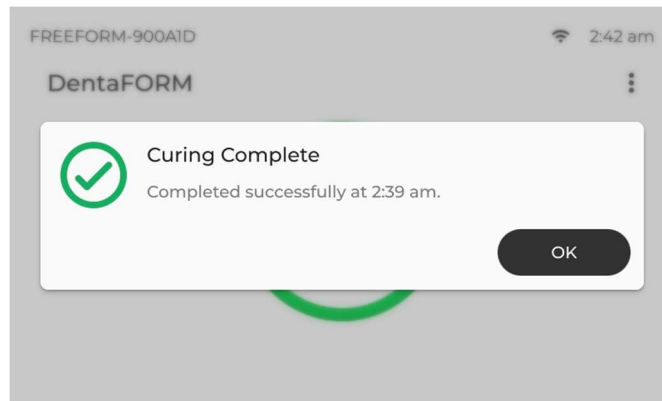 FREEFORM-900A1D 2:42 am
DentaFORM
Curing Complete
Completed successfully at 2:39 am.
OK